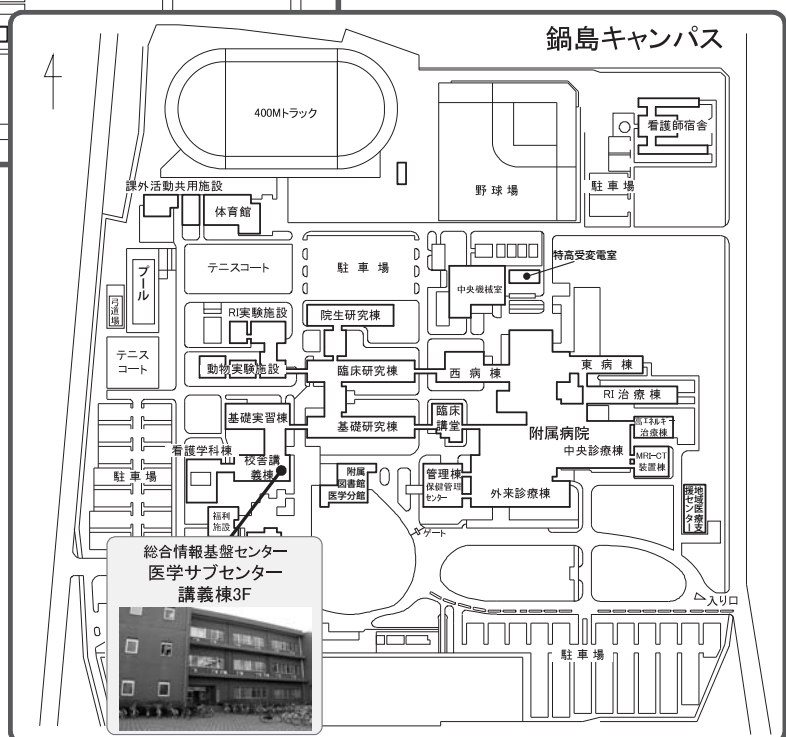 鍋島キャンパス
400Mトラック
看護師宿舎
野球場
駐車場
課外活動共用施設
体育館
特高受変電室
テニスコート
駐車場
中央機械室
プール
弓道場
RI実験施設
院生研究棟
テニス
コート
動物実験施設
臨床研究棟
西病棟
東病棟
RI治療棟
基礎実習棟
基礎研究棟
臨床
講堂
附属病院
高エネルギー
治療棟
看護学科棟
中央診療棟
校舎講
義棟
MRI-CT
装置棟
駐車場
附属
図書館
医学分館
管理棟
保健管理
センター
外来診療棟
地域医療支
援センター
福利
施設
ゲート
総合情報基盤センター
医学サブセンター
講義棟3F
入り口
駐車場